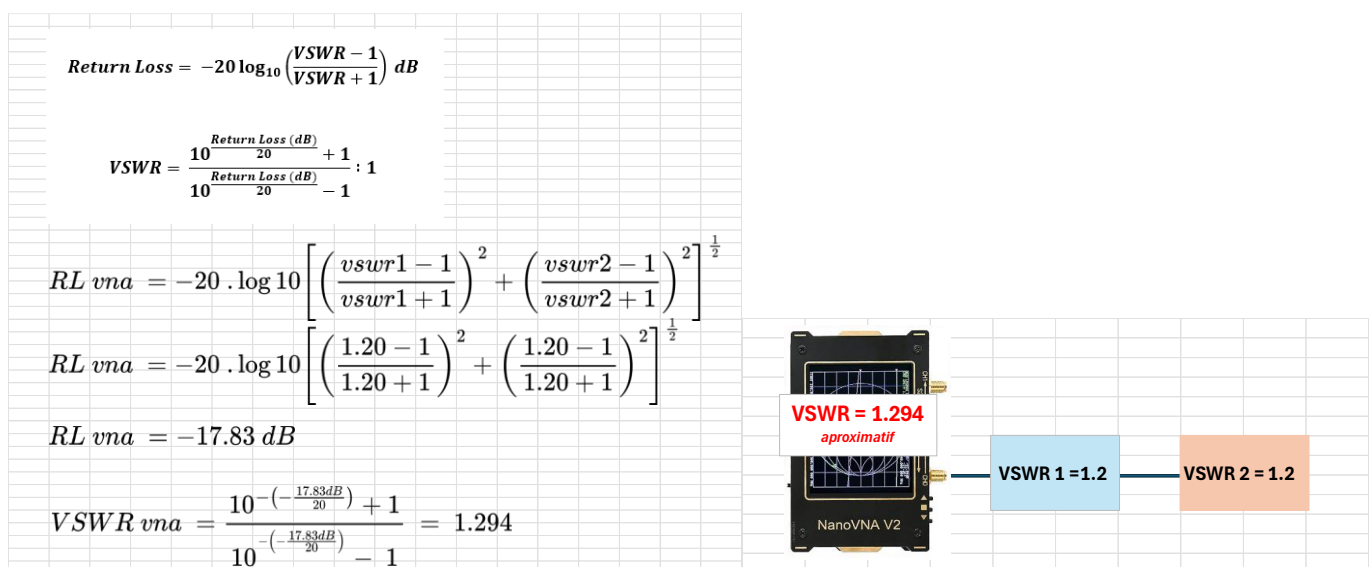 Return Loss = −20 log₁₀ ((VSWR − 1)/(VSWR + 1)) dB
VSWR = (10^(Return Loss (dB)/20) + 1)/(10^(Return Loss (dB)/20) − 1) : 1
RL vna = −20 . log 10 [((vswr1 − 1)/(vswr1 + 1))² + ((vswr2 − 1)/(vswr2 + 1))²]^(1/2)
RL vna = −20 . log 10 [((1.20 − 1)/(1.20 + 1))² + ((1.20 − 1)/(1.20 + 1))²]^(1/2)
RL vna = −17.83 dB
VSWR vna = (10^(−(−17.83dB/20)) + 1)/(10^(−(−17.83dB/20)) − 1) = 1.294
VSWR = 1.294
aproximatif
NanoVNA V2
VSWR 1 =1.2
VSWR 2 = 1.2